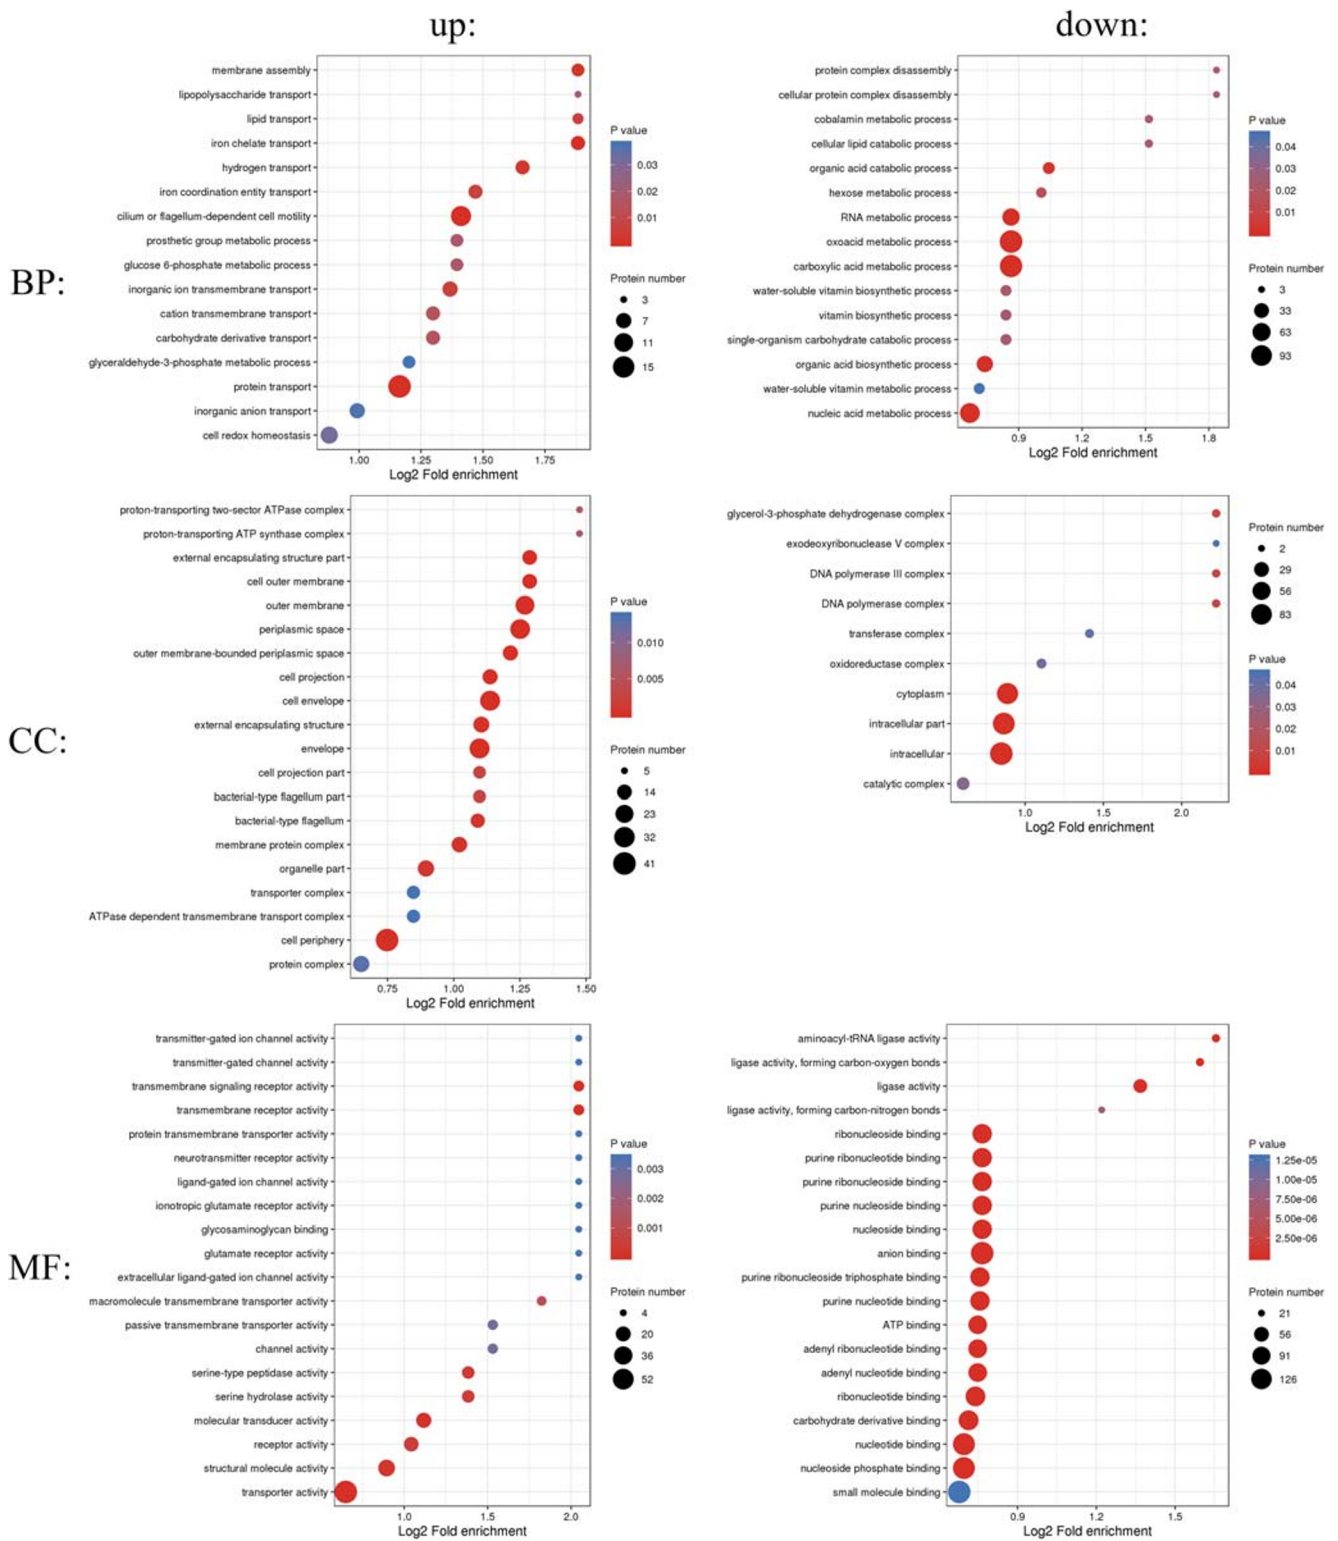 up:
down:
BP:
membrane assembly
lipopolysaccharide transport
lipid transport
iron chelate transport
hydrogen transport
iron coordination entity transport
cilium or flagellum-dependent cell motility
prosthetic group metabolic process
glucose 6-phosphate metabolic process
inorganic ion transmembrane transport
cation transmembrane transport
carbohydrate derivative transport
glyceraldehyde-3-phosphate metabolic process
protein transport
inorganic anion transport
cell redox homeostasis
1.00 1.25 1.50 1.75
Log2 Fold enrichment
P value
0.03
0.02
0.01
Protein number
3
7
11
15
protein complex disassembly
cellular protein complex disassembly
cobalamin metabolic process
cellular lipid catabolic process
organic acid catabolic process
hexose metabolic process
RNA metabolic process
oxoacid metabolic process
carboxylic acid metabolic process
water-soluble vitamin biosynthetic process
vitamin biosynthetic process
single-organism carbohydrate catabolic process
organic acid biosynthetic process
water-soluble vitamin metabolic process
nucleic acid metabolic process
0.9 1.2 1.5 1.8
Log2 Fold enrichment
P value
0.04
0.03
0.02
0.01
Protein number
3
33
63
93
CC:
proton-transporting two-sector ATPase complex
proton-transporting ATP synthase complex
external encapsulating structure part
cell outer membrane
outer membrane
periplasmic space
outer membrane-bounded periplasmic space
cell projection
cell envelope
external encapsulating structure
envelope
cell projection part
bacterial-type flagellum part
bacterial-type flagellum
membrane protein complex
organelle part
transporter complex
ATPase dependent transmembrane transport complex
cell periphery
protein complex
0.75 1.00 1.25 1.50
Log2 Fold enrichment
P value
0.010
0.005
Protein number
5
14
23
32
41
glycerol-3-phosphate dehydrogenase complex
exodeoxyribonuclease V complex
DNA polymerase III complex
DNA polymerase complex
transferase complex
oxidoreductase complex
cytoplasm
intracellular part
intracellular
catalytic complex
1.0 1.5 2.0
Log2 Fold enrichment
Protein number
2
29
56
83
P value
0.04
0.03
0.02
0.01
MF:
transmitter-gated ion channel activity
transmitter-gated channel activity
transmembrane signaling receptor activity
transmembrane receptor activity
protein transmembrane transporter activity
neurotransmitter receptor activity
ligand-gated ion channel activity
ionotropic glutamate receptor activity
glycosaminoglycan binding
glutamate receptor activity
extracellular ligand-gated ion channel activity
macromolecule transmembrane transporter activity
passive transmembrane transporter activity
channel activity
serine-type peptidase activity
serine hydrolase activity
molecular transducer activity
receptor activity
structural molecule activity
transporter activity
1.0 1.5 2.0
Log2 Fold enrichment
P value
0.003
0.002
0.001
Protein number
4
20
36
52
aminoacyl-tRNA ligase activity
ligase activity, forming carbon-oxygen bonds
ligase activity
ligase activity, forming carbon-nitrogen bonds
ribonucleoside binding
purine ribonucleotide binding
purine ribonucleoside binding
purine nucleoside binding
nucleoside binding
anion binding
purine ribonucleoside triphosphate binding
purine nucleotide binding
ATP binding
adenyl ribonucleotide binding
adenyl nucleotide binding
ribonucleotide binding
carbohydrate derivative binding
nucleotide binding
nucleoside phosphate binding
small molecule binding
0.9 1.2 1.5
Log2 Fold enrichment
P value
1.25e-05
1.00e-05
7.50e-06
5.00e-06
2.50e-06
Protein number
21
56
91
126